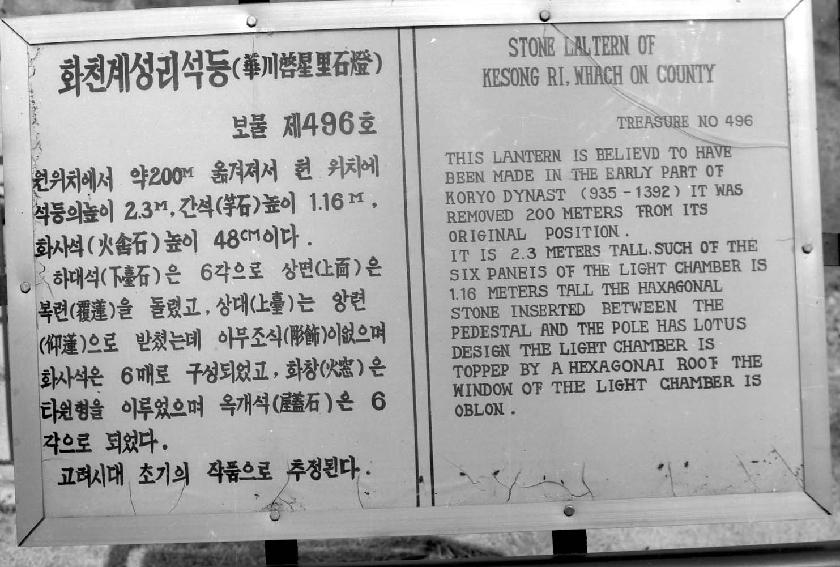 화천계성리석등(華川啓星里石燈)
보물 제496호
원위치에서 약200M 옮겨져서 현 위치에
석등의높이 2.3M, 간석(竿石)높이 1.16M,
화사석(火舍石)높이 48CM이다.
하대석(下臺石)은 6각으로 상면(上面)은
복련(覆蓮)을 돌렸고, 상대(上臺)는 앙련
(仰蓮)으로 받쳤는데 아무조식(彫飾)이없으며
화사석은 6매로 구성되었고, 화창(火窓)은
타원형을 이루었으며 옥개석(屋蓋石)은 6
각으로 되었다.
고려시대 초기의 작품으로 추정된다.
STONE LALTERN OF
KESONG RI, WHACH ON COUNTY
TREASURE NO 496
THIS LANTERN IS BELIEVD TO HAVE
BEEN MADE IN THE EARLY PART OF
KORYO DYNAST (935-1392) IT WAS
REMOVED 200 METERS FROM ITS
ORIGINAL POSITION.
IT IS 2.3 METERS TALL.SUCH OF THE
SIX PANEIS OF THE LIGHT CHAMBER IS
1.16 METERS TALL THE HAXAGONAL
STONE INSERTED BETWEEN THE
PEDESTAL AND THE POLE HAS LOTUS
DESIGN THE LIGHT CHAMBER IS
TOPPEP BY A HEXAGONAI ROOF THE
WINDOW OF THE LIGHT CHAMBER IS
OBLON.